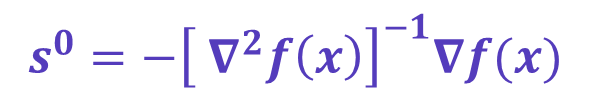 s⁰ = −[ ∇²f(x)]⁻¹∇f(x)